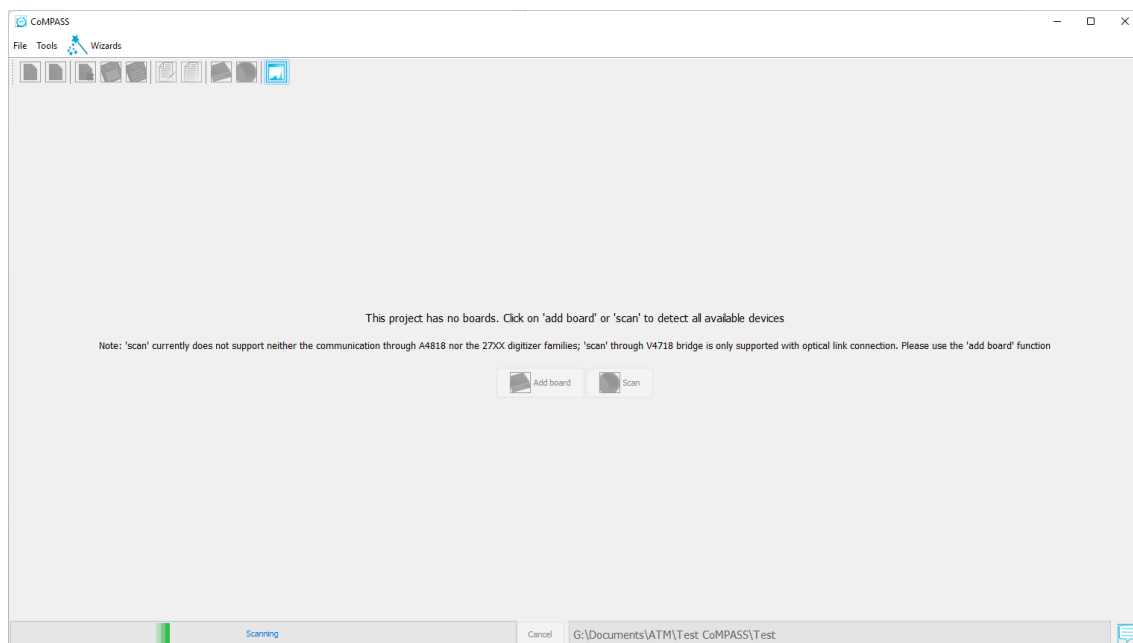 CoMPASS
File Tools Wizards
This project has no boards. Click on 'add board' or 'scan' to detect all available devices
Note: 'scan' currently does not support neither the communication through A4818 nor the 27XX digitizer families; 'scan' through V4718 bridge is only supported with optical link connection. Please use the 'add board' function
Add board Scan
Scanning Cancel G:\Documents\ATM\Test CoMPASS\Test